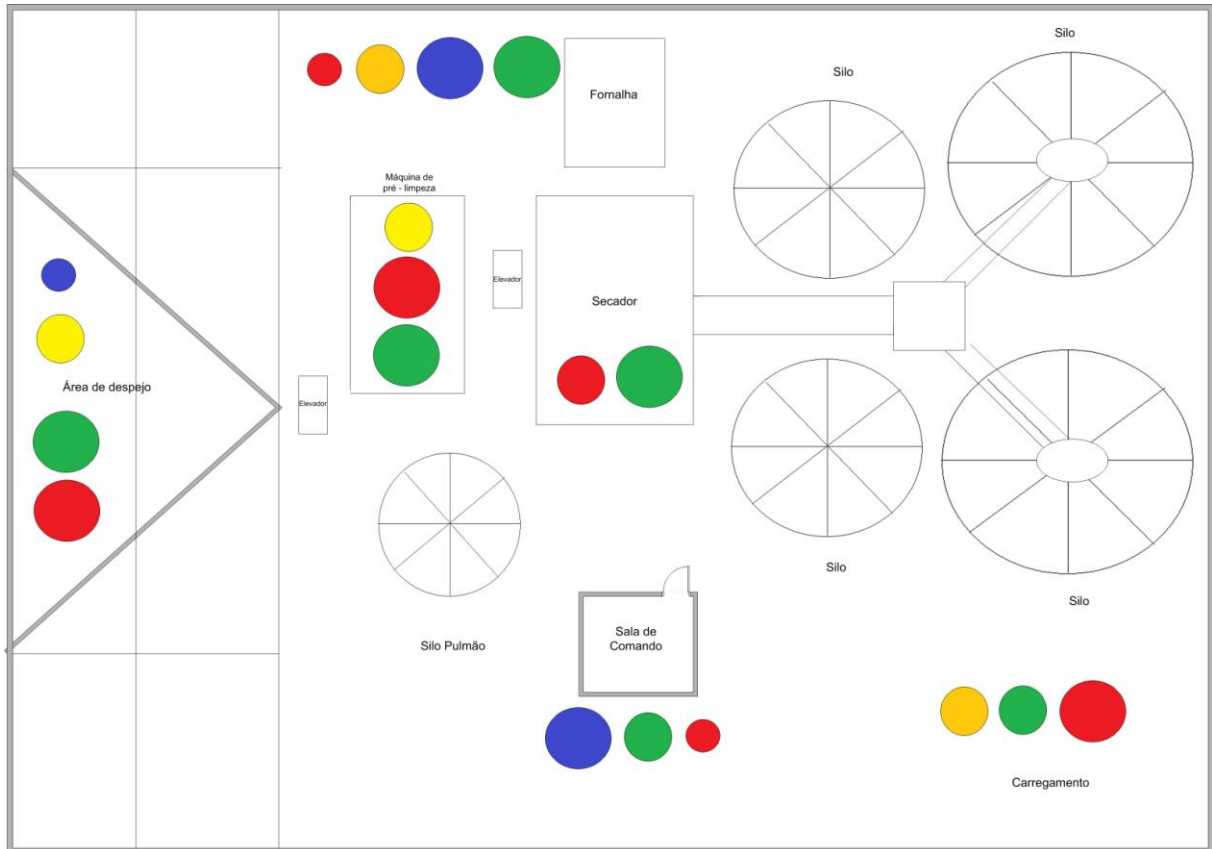 Silo
Silo
Fornalha
Máquina de
pré - limpeza
Elevador
Secador
Área de despejo
Elevador
Silo
Silo
Sala de
Comando
Silo Pulmão
Carregamento